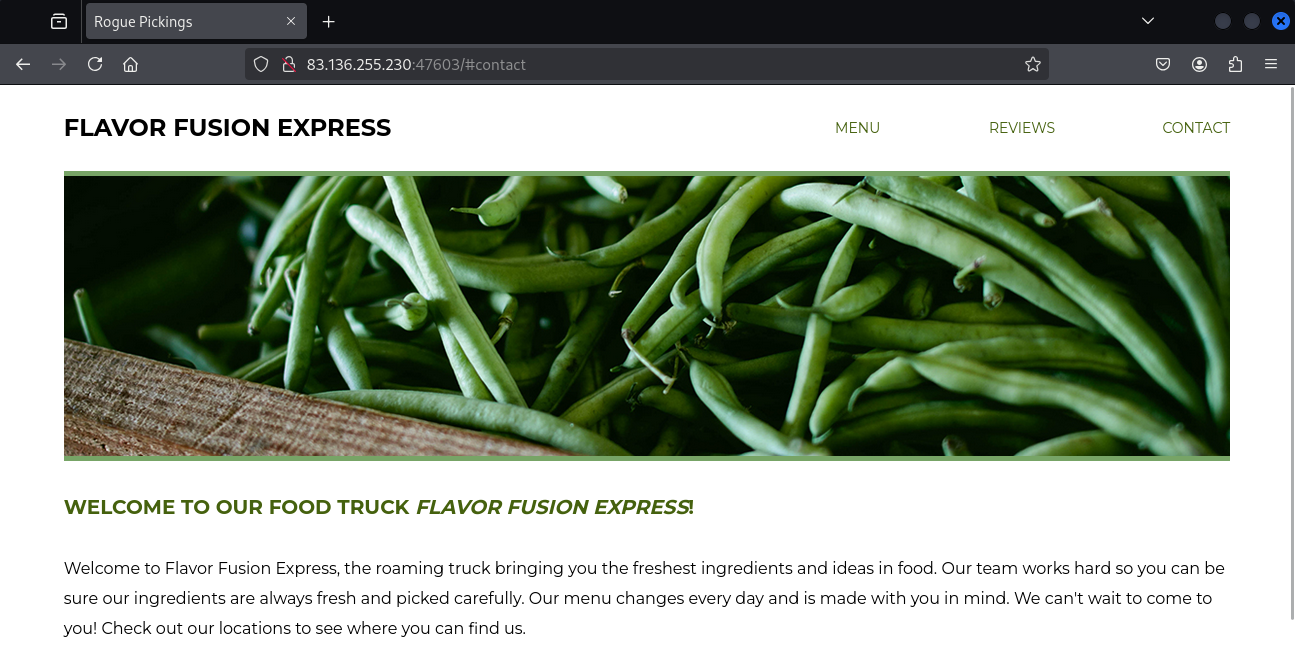 Rogue Pickings
83.136.255.230:47603/#contact
FLAVOR FUSION EXPRESS
MENU
REVIEWS
CONTACT
WELCOME TO OUR FOOD TRUCK FLAVOR FUSION EXPRESS!
Welcome to Flavor Fusion Express, the roaming truck bringing you the freshest ingredients and ideas in food. Our team works hard so you can be
sure our ingredients are always fresh and picked carefully. Our menu changes every day and is made with you in mind. We can't wait to come to
you! Check out our locations to see where you can find us.